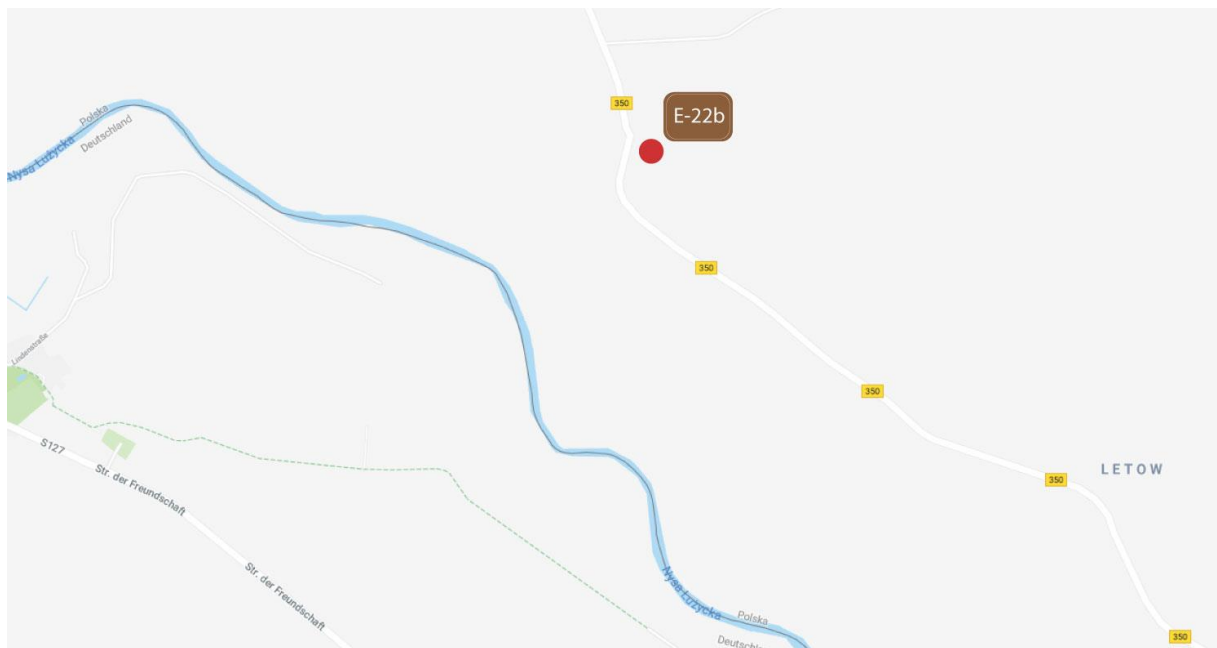 350
E-22b
Polska
Deutschland
Nysa Łużycka
350
Lindenstraße
350
S127
Str. der Freundschaft
LETOW
350
Str. der Freundschaft
Nysa Łużycka
Polska
350